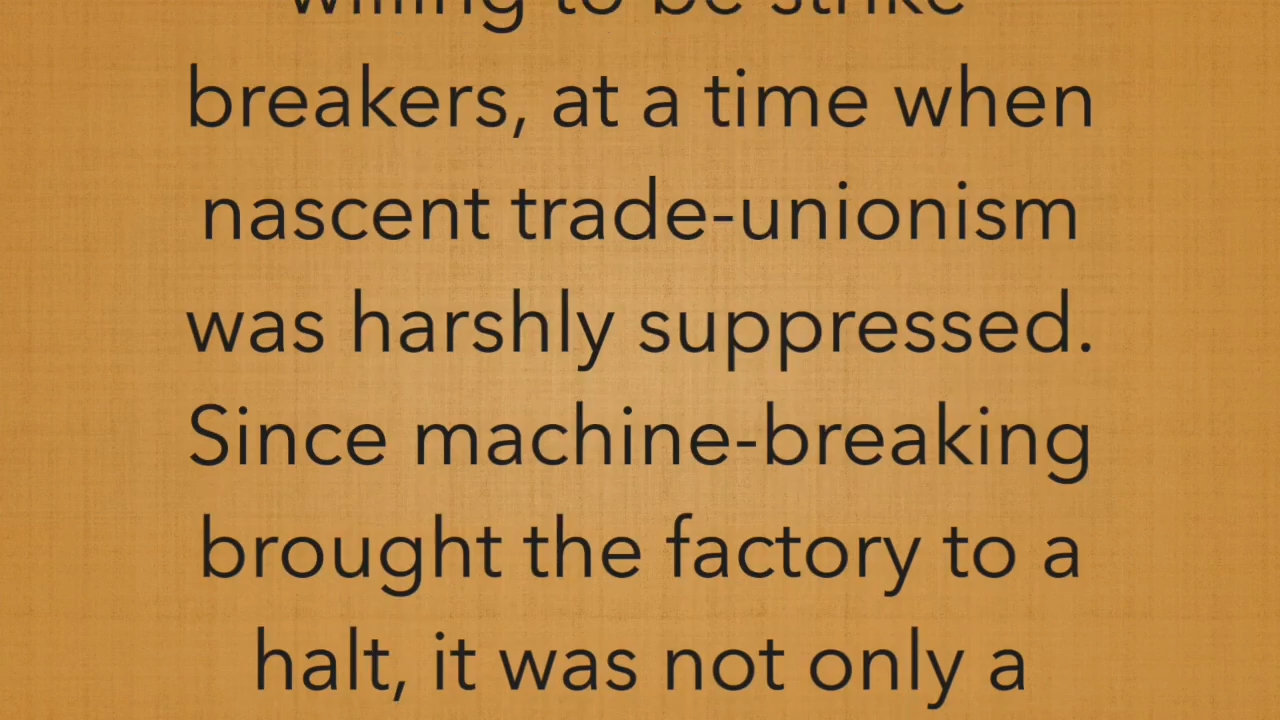 willing to be strike
breakers, at a time when
nascent trade-unionism
was harshly suppressed.
Since machine-breaking
brought the factory to a
halt, it was not only a